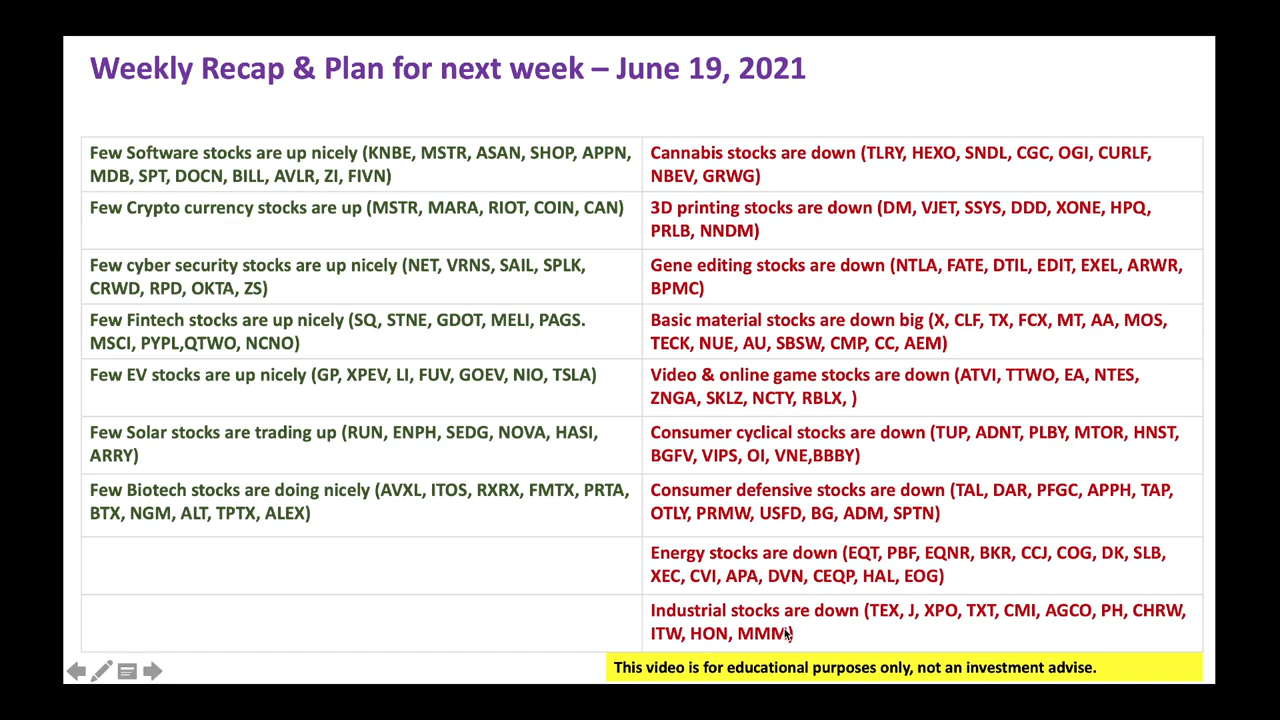 Weekly Recap & Plan for next week – June 19, 2021
Few Software stocks are up nicely (KNBE, MSTR, ASAN, SHOP, APPN,
MDB, SPT, DOCN, BILL, AVLR, ZI, FIVN)
Cannabis stocks are down (TLRY, HEXO, SNDL, CGC, OGI, CURLF,
NBEV, GRWG)
Few Crypto currency stocks are up (MSTR, MARA, RIOT, COIN, CAN)
3D printing stocks are down (DM, VJET, SSYS, DDD, XONE, HPQ,
PRLB, NNDM)
Few cyber security stocks are up nicely (NET, VRNS, SAIL, SPLK,
CRWD, RPD, OKTA, ZS)
Gene editing stocks are down (NTLA, FATE, DTIL, EDIT, EXEL, ARWR,
BPMC)
Few Fintech stocks are up nicely (SQ, STNE, GDOT, MELI, PAGS.
MSCI, PYPL,QTWO, NCNO)
Basic material stocks are down big (X, CLF, TX, FCX, MT, AA, MOS,
TECK, NUE, AU, SBSW, CMP, CC, AEM)
Few EV stocks are up nicely (GP, XPEV, LI, FUV, GOEV, NIO, TSLA)
Video & online game stocks are down (ATVI, TTWO, EA, NTES,
ZNGA, SKLZ, NCTY, RBLX, )
Few Solar stocks are trading up (RUN, ENPH, SEDG, NOVA, HASI,
ARRY)
Consumer cyclical stocks are down (TUP, ADNT, PLBY, MTOR, HNST,
BGFV, VIPS, OI, VNE,BBBY)
Few Biotech stocks are doing nicely (AVXL, ITOS, RXRX, FMTX, PRTA,
BTX, NGM, ALT, TPTX, ALEX)
Consumer defensive stocks are down (TAL, DAR, PFGC, APPH, TAP,
OTLY, PRMW, USFD, BG, ADM, SPTN)
Energy stocks are down (EQT, PBF, EQNR, BKR, CCJ, COG, DK, SLB,
XEC, CVI, APA, DVN, CEQP, HAL, EOG)
Industrial stocks are down (TEX, J, XPO, TXT, CMI, AGCO, PH, CHRW,
ITW, HON, MMM)
This video is for educational purposes only, not an investment advise.